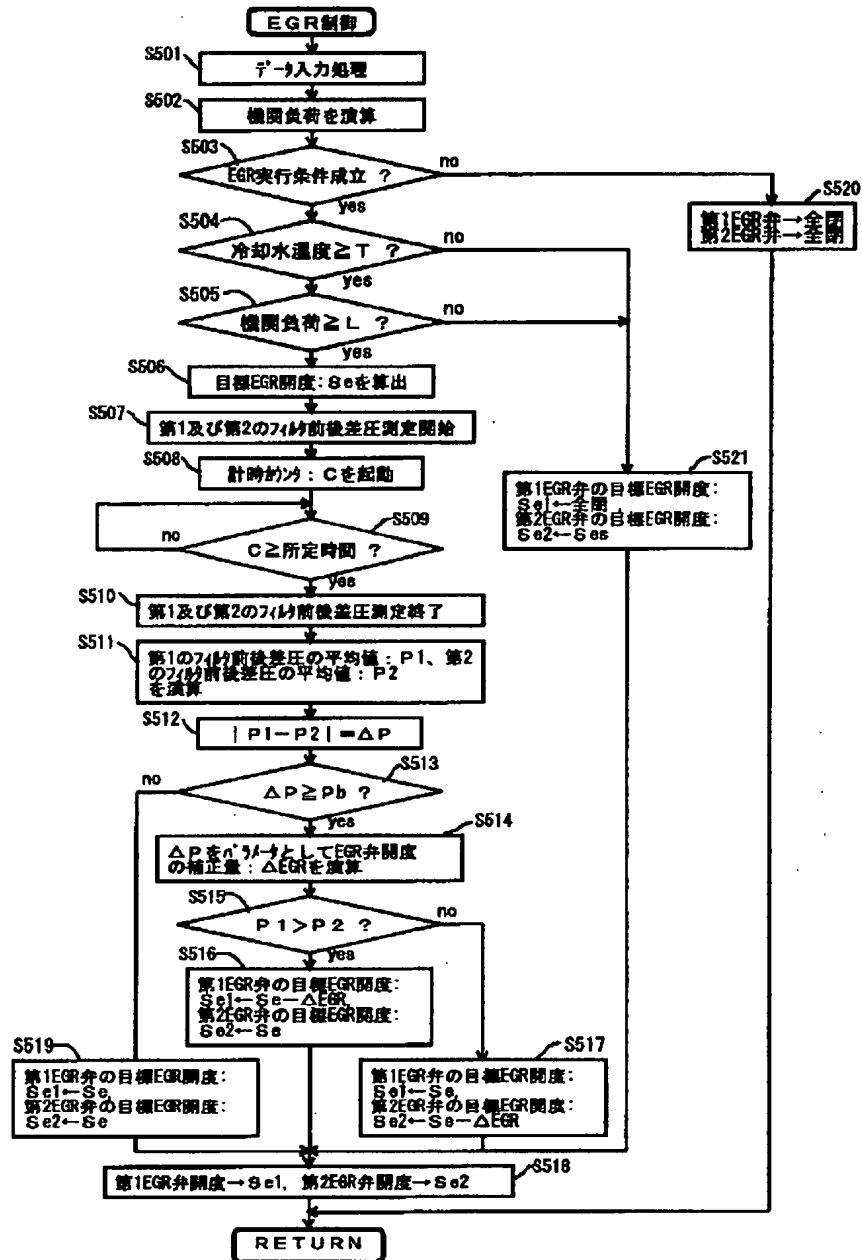 EGR制御
S501
データ入力処理
S502
機関負荷を演算
S503
EGR実行条件成立 ?
no
yes
S520
第1EGR弁→全閉
第2EGR弁→全閉
S504
冷却水温度≧T ?
no
yes
S505
機関負荷≧L ?
no
yes
S506
目標EGR開度:Seを算出
S507
第1及び第2のフィルタ前後差圧測定開始
S508
計時カウンタ:Cを起動
S521
第1EGR弁の目標EGR開度:
Se1←全閉,
第2EGR弁の目標EGR開度:
Se2←Ses
S509
C≧所定時間 ?
no
yes
S510
第1及び第2のフィルタ前後差圧測定終了
S511
第1のフィルタ前後差圧の平均値:P1、第2
のフィルタ前後差圧の平均値:P2
を演算
S512
|P1-P2|=△P
S513
△P≧Pb ?
no
yes
S514
△PをパラメータとしてEGR弁開度
の補正量:△EGRを演算
S515
P1>P2 ?
no
yes
S516
第1EGR弁の目標EGR開度:
Se1←Se-△EGR,
第2EGR弁の目標EGR開度:
Se2←Se
S519
第1EGR弁の目標EGR開度:
Se1←Se,
第2EGR弁の目標EGR開度:
Se2←Se
S517
第1EGR弁の目標EGR開度:
Se1←Se,
第2EGR弁の目標EGR開度:
Se2←Se-△EGR
S518
第1EGR弁開度→Se1, 第2EGR弁開度→Se2
RETURN